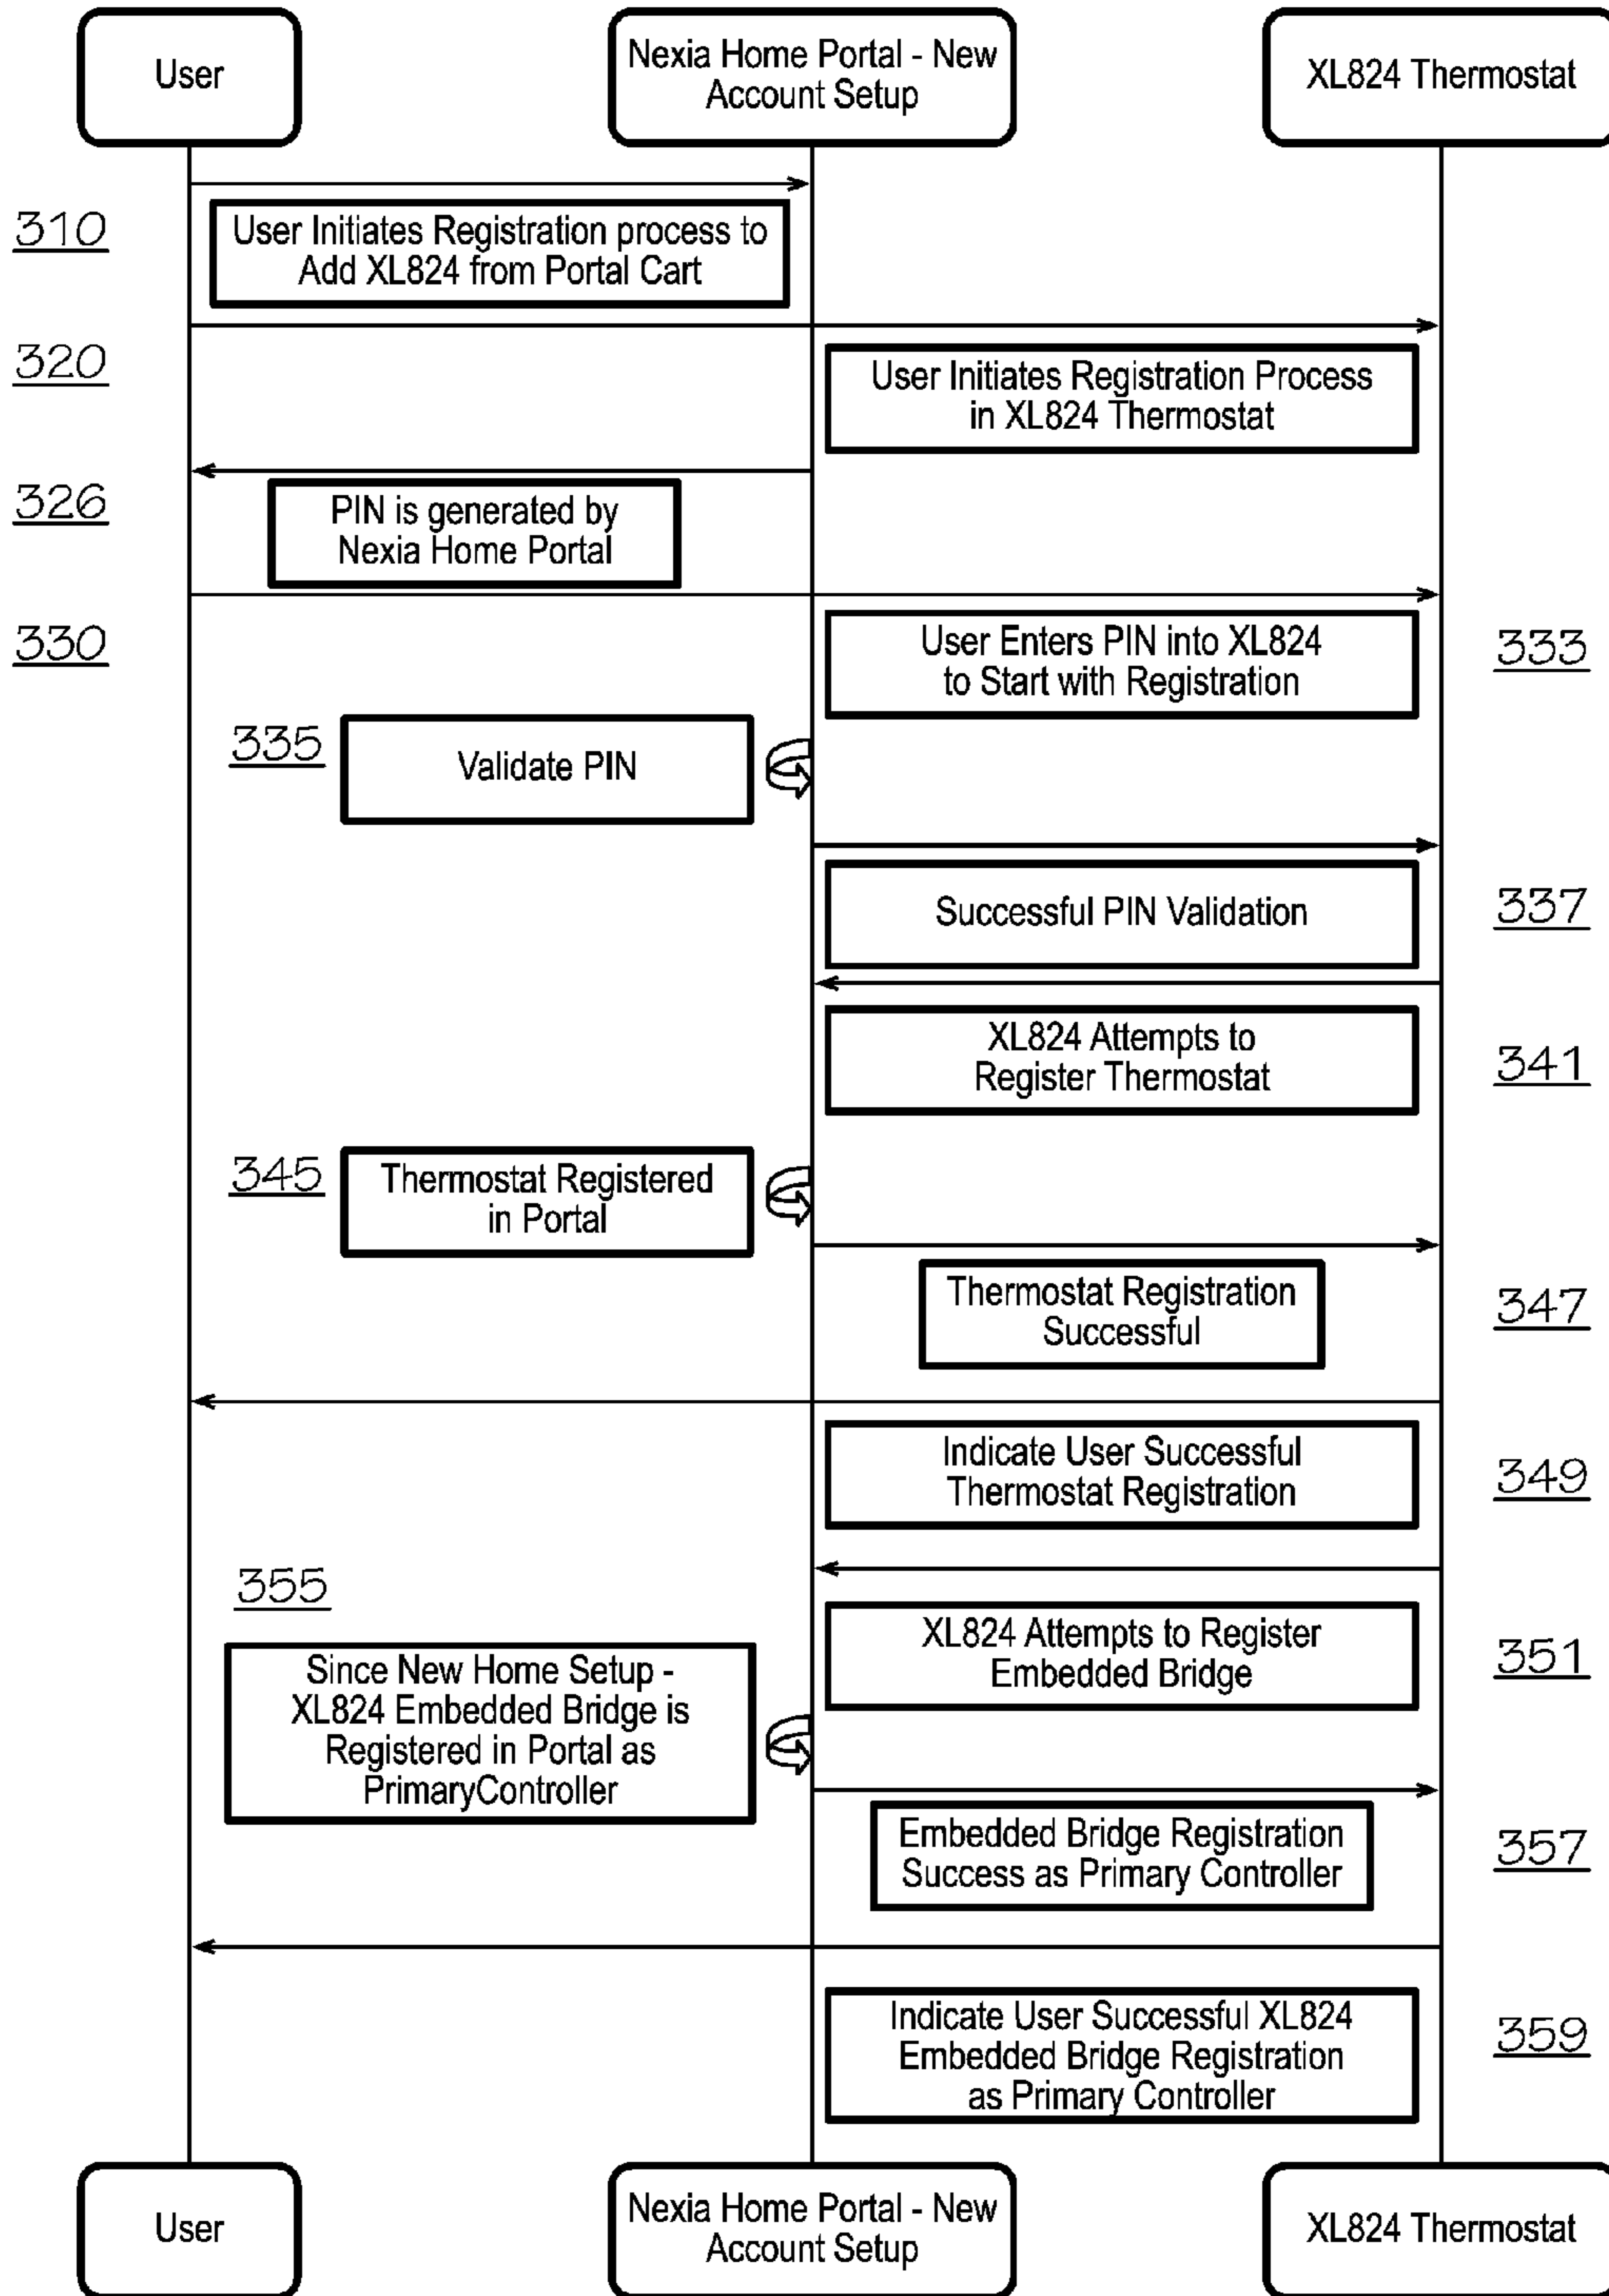 User
Nexia Home Portal - New
Account Setup
XL824 Thermostat
310
User Initiates Registration process to
Add XL824 from Portal Cart
320
User Initiates Registration Process
in XL824 Thermostat
326
PIN is generated by
Nexia Home Portal
330
User Enters PIN into XL824
to Start with Registration
333
335
Validate PIN
Successful PIN Validation
337
XL824 Attempts to
Register Thermostat
341
345
Thermostat Registered
in Portal
Thermostat Registration
Successful
347
Indicate User Successful
Thermostat Registration
349
355
XL824 Attempts to Register
Embedded Bridge
351
Since New Home Setup -
XL824 Embedded Bridge is
Registered in Portal as
PrimaryController
Embedded Bridge Registration
Success as Primary Controller
357
Indicate User Successful XL824
Embedded Bridge Registration
as Primary Controller
359
User
Nexia Home Portal - New
Account Setup
XL824 Thermostat